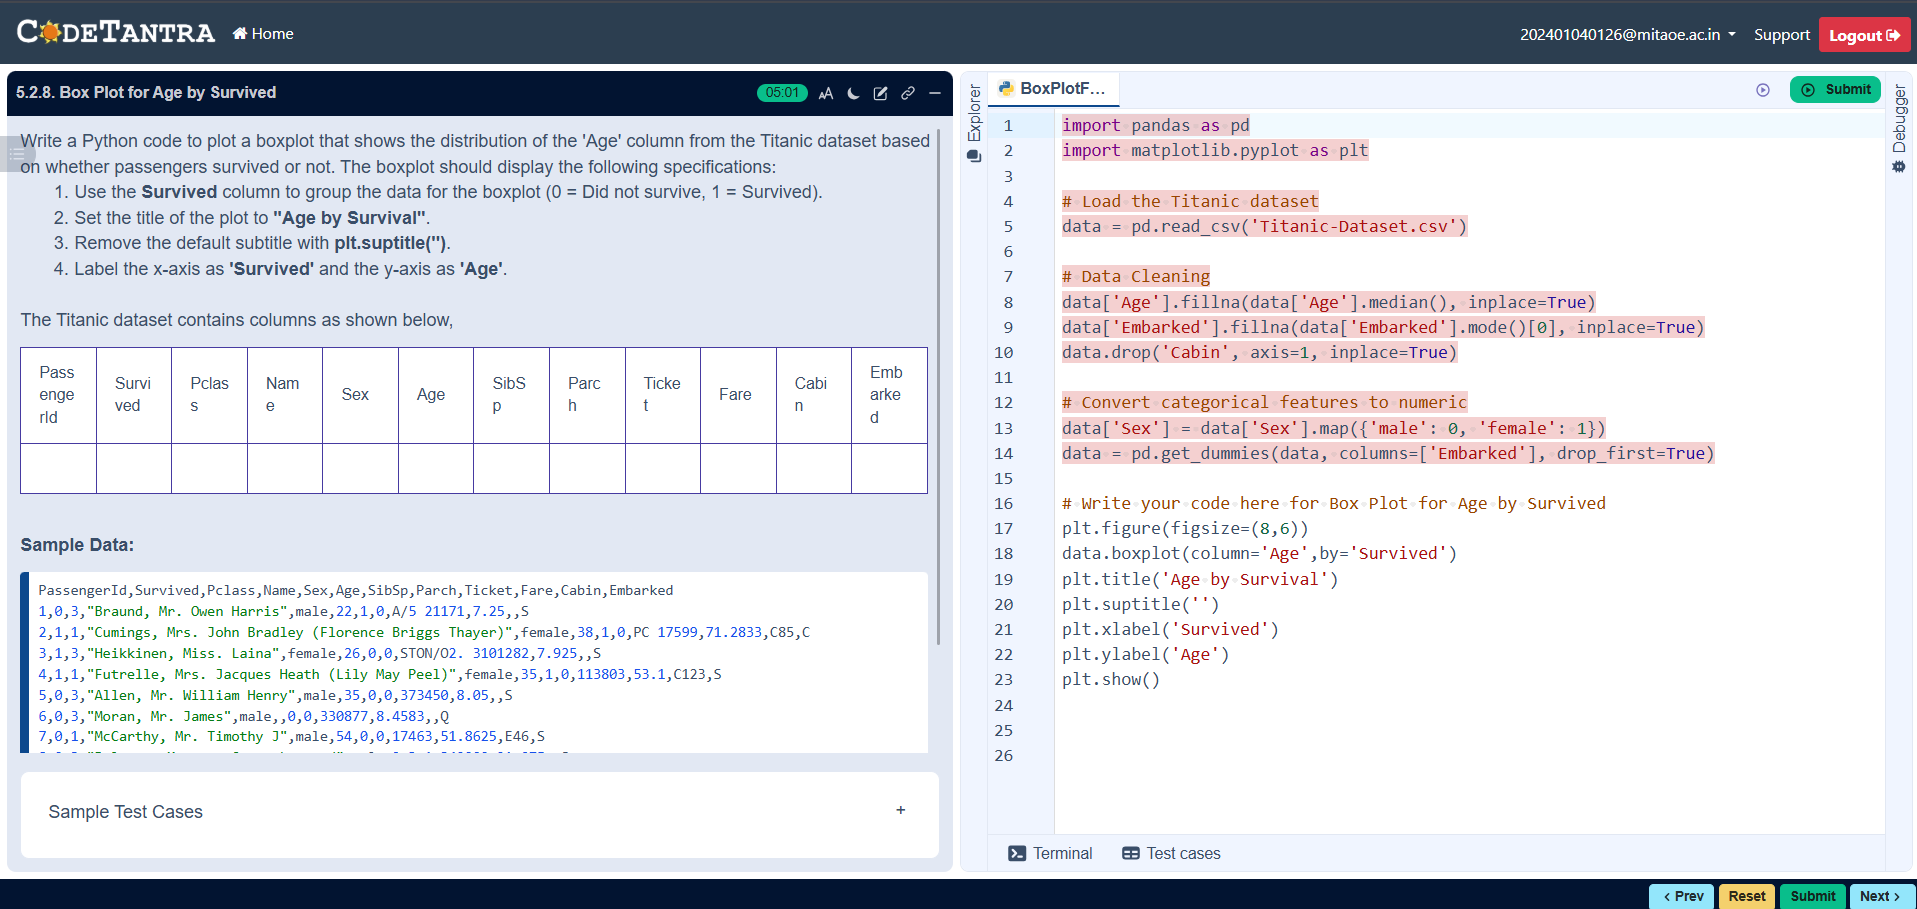 CODETANTRA
Home
202401040126@mitaoe.ac.in
Support
Logout
5.2.8. Box Plot for Age by Survived
05:01
Write a Python code to plot a boxplot that shows the distribution of the 'Age' column from the Titanic dataset based
on whether passengers survived or not. The boxplot should display the following specifications:
1. Use the Survived column to group the data for the boxplot (0 = Did not survive, 1 = Survived).
2. Set the title of the plot to "Age by Survival".
3. Remove the default subtitle with plt.suptitle('').
4. Label the x-axis as 'Survived' and the y-axis as 'Age'.
The Titanic dataset contains columns as shown below,
Pass
enge
rId
Survi
ved
Pclas
s
Nam
e
Sex
Age
SibS
p
Parc
h
Ticke
t
Fare
Cabi
n
Emb
arke
d
Sample Data:
PassengerId,Survived,Pclass,Name,Sex,Age,SibSp,Parch,Ticket,Fare,Cabin,Embarked
1,0,3,"Braund, Mr. Owen Harris",male,22,1,0,A/5 21171,7.25,,S
2,1,1,"Cumings, Mrs. John Bradley (Florence Briggs Thayer)",female,38,1,0,PC 17599,71.2833,C85,C
3,1,3,"Heikkinen, Miss. Laina",female,26,0,0,STON/O2. 3101282,7.925,,S
4,1,1,"Futrelle, Mrs. Jacques Heath (Lily May Peel)",female,35,1,0,113803,53.1,C123,S
5,0,3,"Allen, Mr. William Henry",male,35,0,0,373450,8.05,,S
6,0,3,"Moran, Mr. James",male,,0,0,330877,8.4583,,Q
7,0,1,"McCarthy, Mr. Timothy J",male,54,0,0,17463,51.8625,E46,S
Sample Test Cases
+
Explorer
BoxPlotF...
Submit
Debugger
1 import pandas as pd
2 import matplotlib.pyplot as plt
3
4 # Load the Titanic dataset
5 data = pd.read_csv('Titanic-Dataset.csv')
6
7 # Data Cleaning
8 data['Age'].fillna(data['Age'].median(), inplace=True)
9 data['Embarked'].fillna(data['Embarked'].mode()[0], inplace=True)
10 data.drop('Cabin', axis=1, inplace=True)
11
12 # Convert categorical features to numeric
13 data['Sex'] = data['Sex'].map({'male': 0, 'female': 1})
14 data = pd.get_dummies(data, columns=['Embarked'], drop_first=True)
15
16 # Write your code here for Box Plot for Age by Survived
17 plt.figure(figsize=(8,6))
18 data.boxplot(column='Age',by='Survived')
19 plt.title('Age by Survival')
20 plt.suptitle('')
21 plt.xlabel('Survived')
22 plt.ylabel('Age')
23 plt.show()
24
25
26
Terminal
Test cases
< Prev
Reset
Submit
Next >